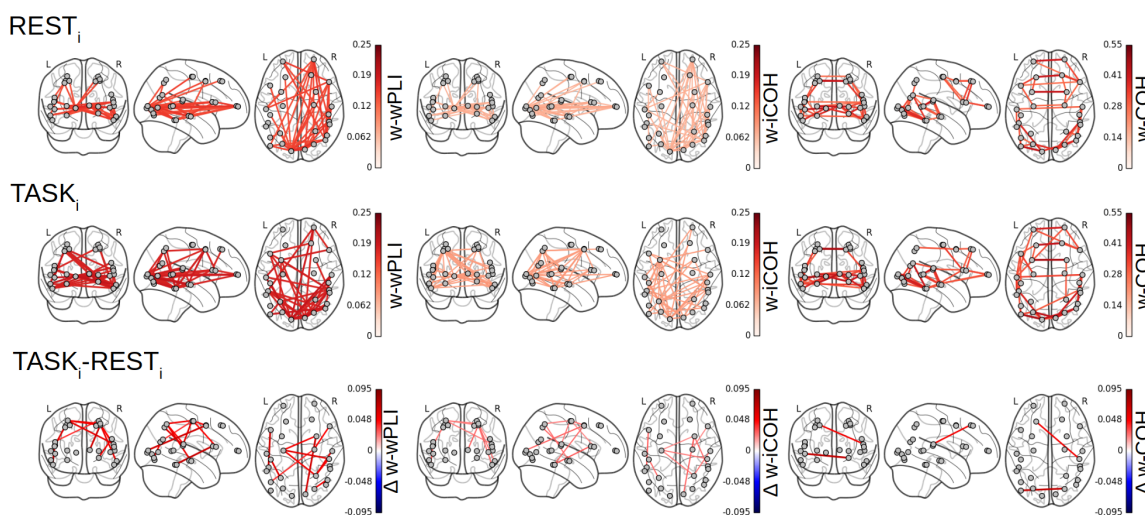 REST_i
L R
0.25
0.19
0.12
0.062
0
w-wPLI
0.25
0.19
0.12
0.062
0
w-iCOH
L R
0.55
0.41
0.28
0.14
0
TASK_i
L R
0.25
0.19
0.12
0.062
0
w-wPLI
0.25
0.19
0.12
0.062
0
w-iCOH
L R
0.55
0.41
0.28
0.14
0
TASK_i-REST_i
L R
0.095
0.048
0
-0.048
-0.095
Δ w-wPLI
L R
0.095
0.048
0
-0.048
-0.095
Δ w-iCOH
L R
0.095
0.048
0
-0.048
-0.095